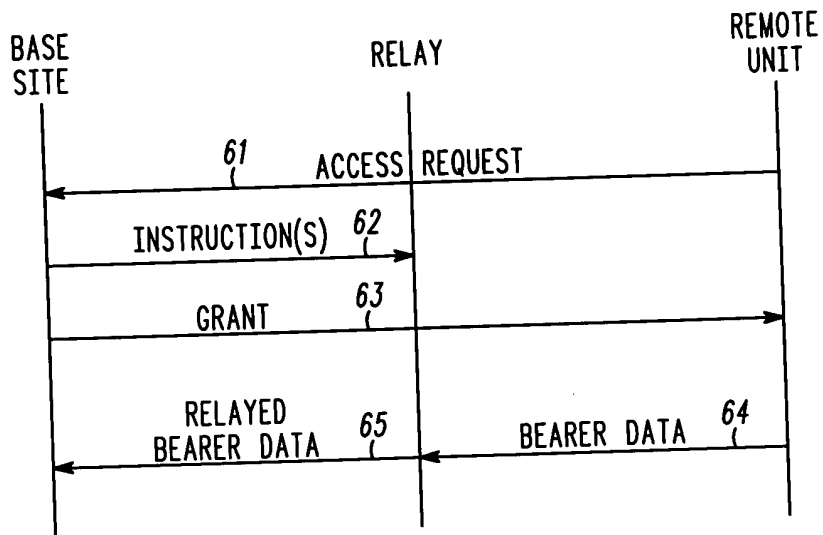 BASE
SITE
RELAY
REMOTE
UNIT
61
ACCESS REQUEST
INSTRUCTION(S)
62
GRANT
63
RELAYED
BEARER DATA
65
BEARER DATA
64